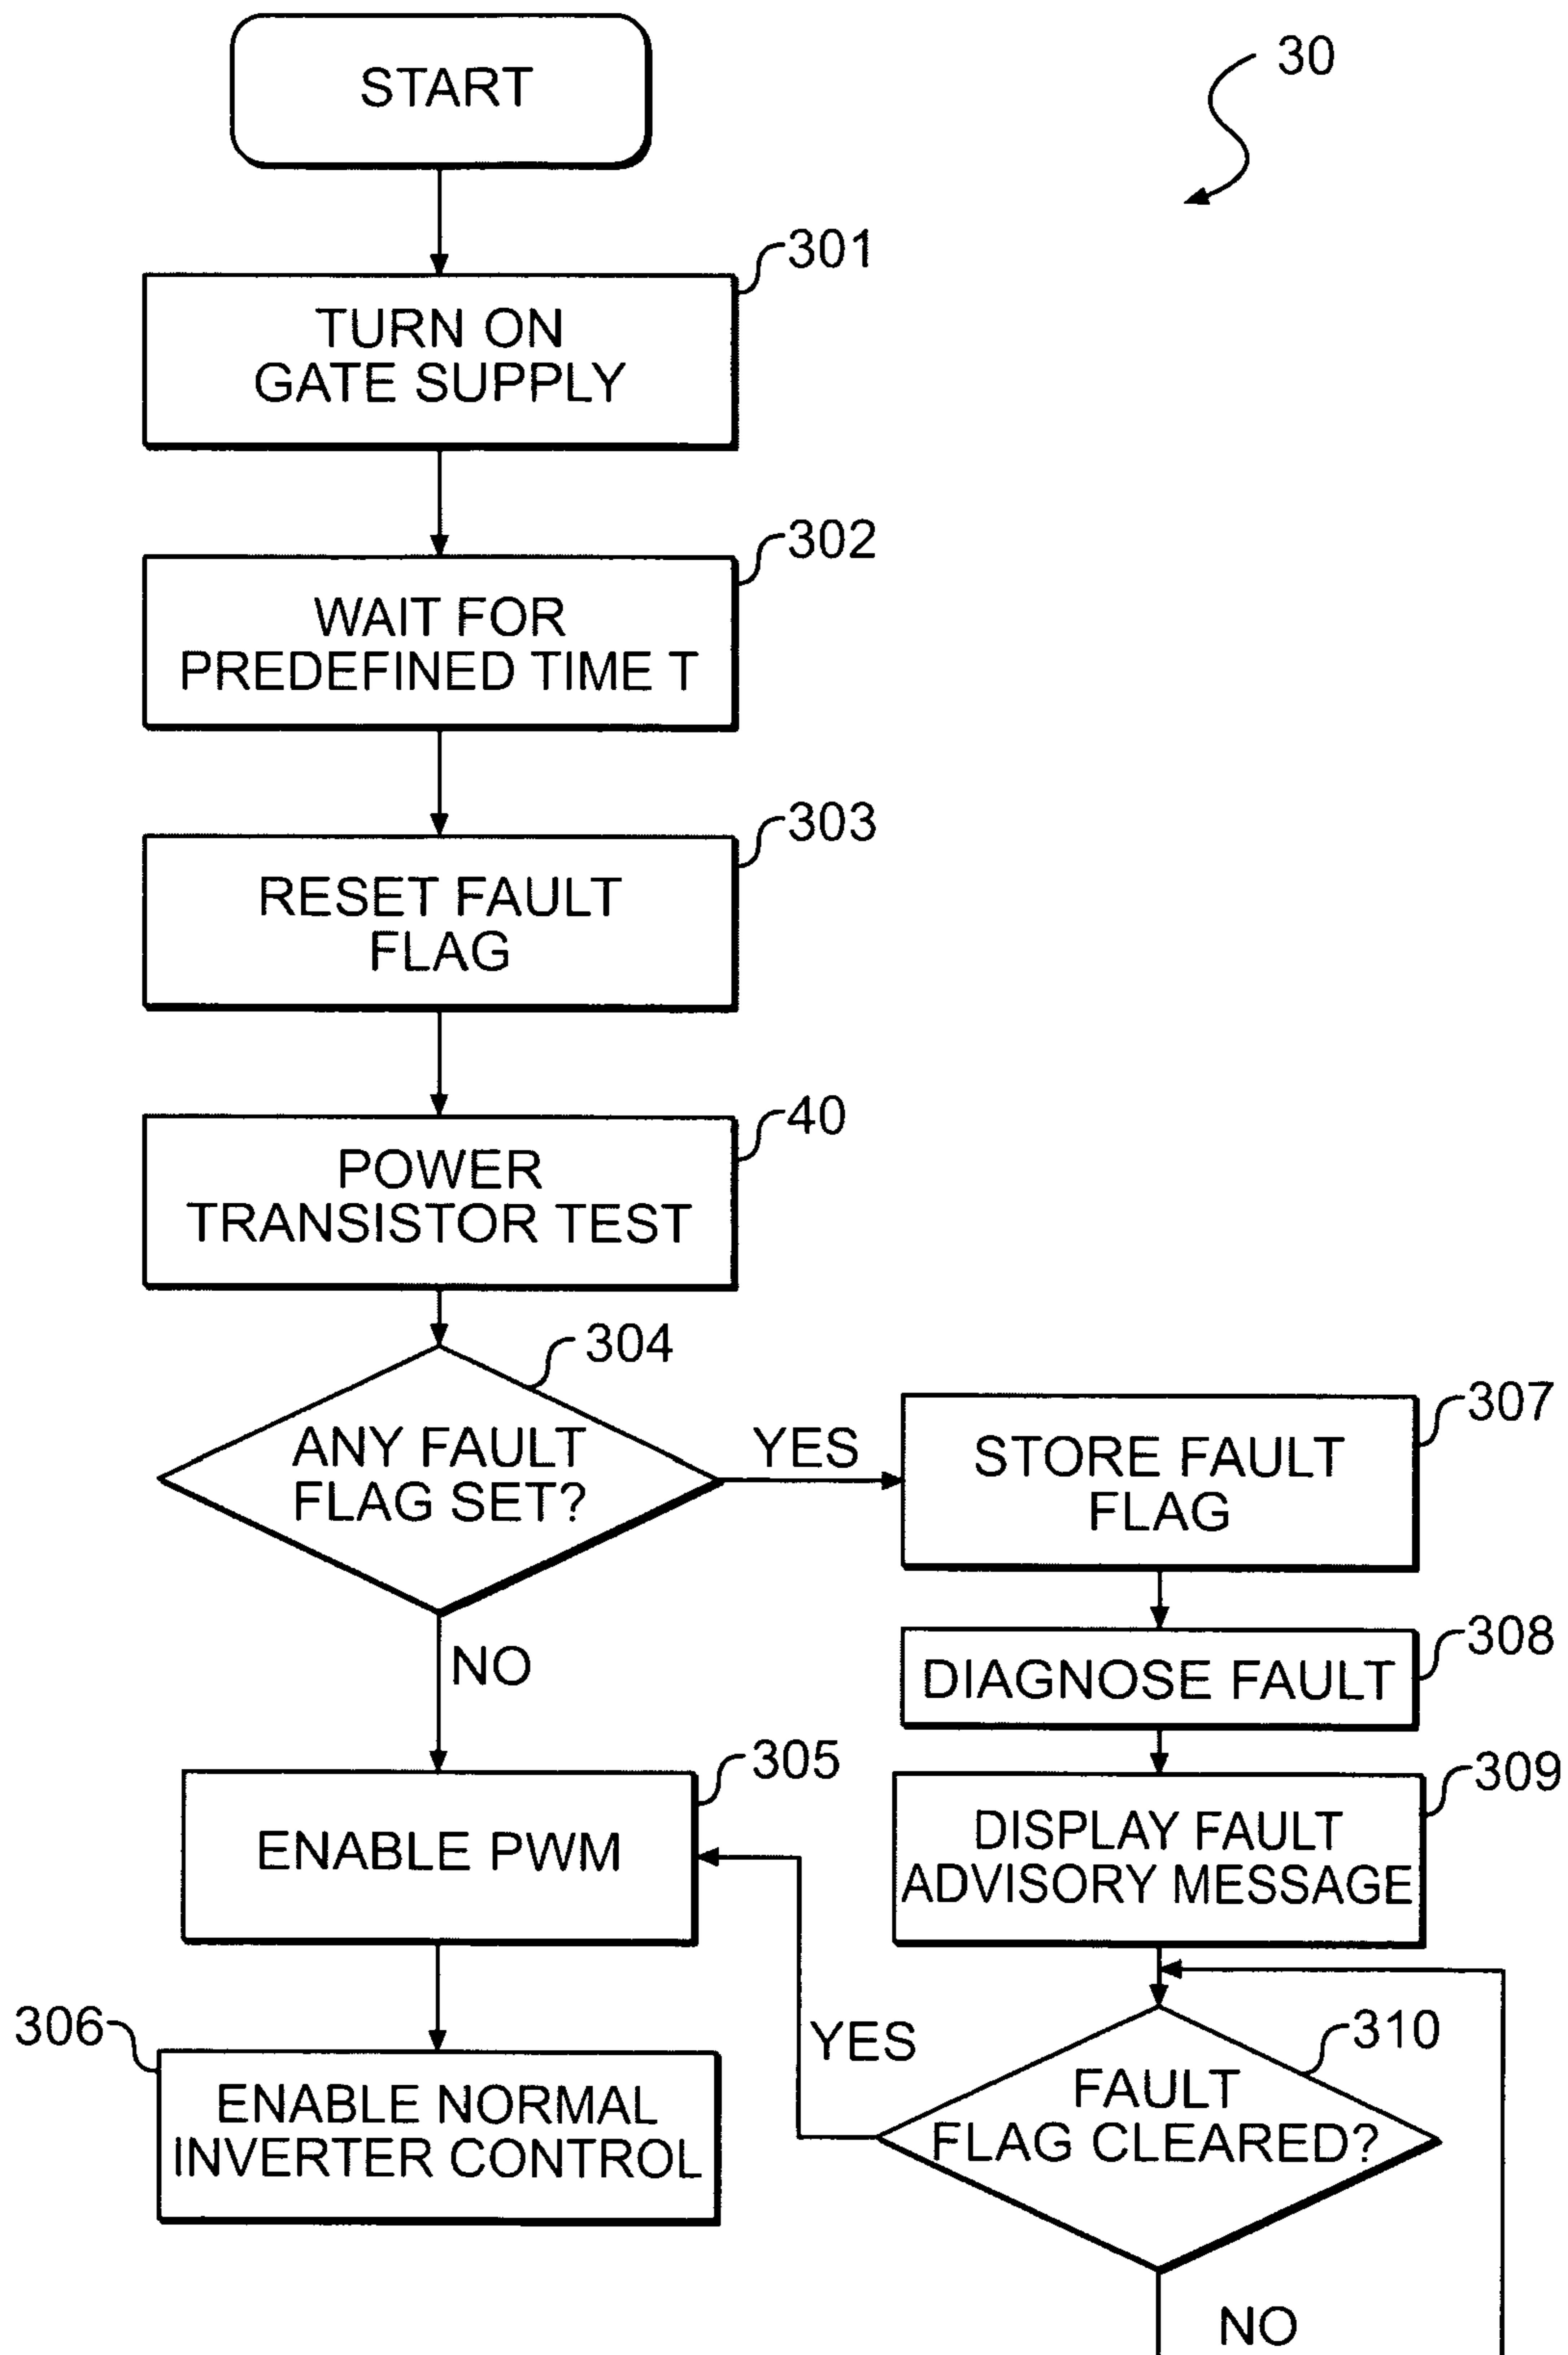 START
30
301
TURN ON
GATE SUPPLY
302
WAIT FOR
PREDEFINED TIME T
303
RESET FAULT
FLAG
40
POWER
TRANSISTOR TEST
304
ANY FAULT
FLAG SET?
YES
307
STORE FAULT
FLAG
NO
308
DIAGNOSE FAULT
305
ENABLE PWM
309
DISPLAY FAULT
ADVISORY MESSAGE
306
ENABLE NORMAL
INVERTER CONTROL
YES
310
FAULT
FLAG CLEARED?
NO